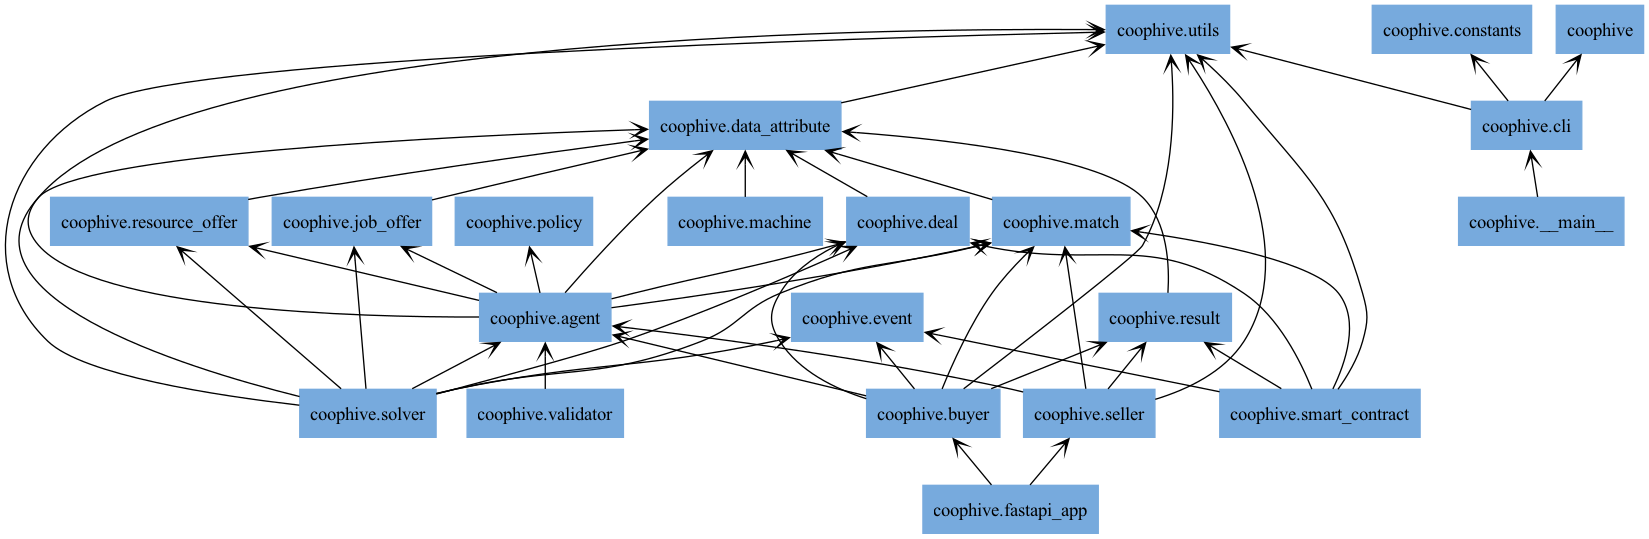 coophive.utils
coophive.constants
coophive
coophive.data_attribute
coophive.cli
coophive.resource_offer
coophive.job_offer
coophive.policy
coophive.machine
coophive.deal
coophive.match
coophive.__main__
coophive.agent
coophive.event
coophive.result
coophive.solver
coophive.validator
coophive.buyer
coophive.seller
coophive.smart_contract
coophive.fastapi_app